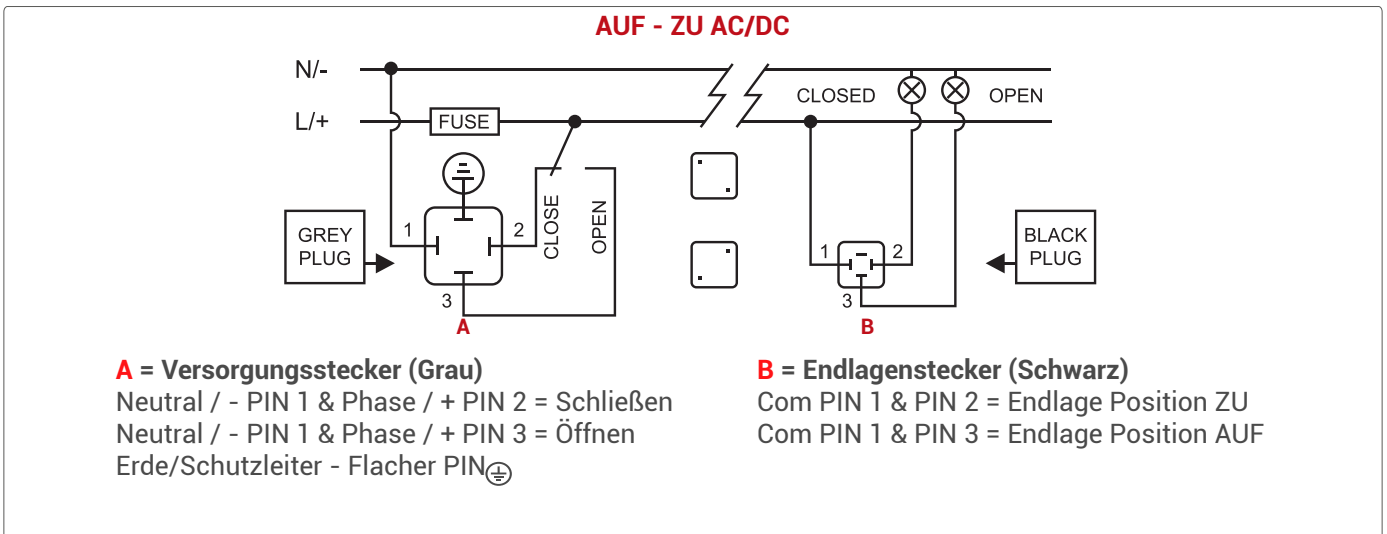 AUF - ZU AC/DC
N/-
CLOSED
OPEN
L/+
FUSE
GREY
PLUG
1
2
3
CLOSE
OPEN
A
1
2
3
B
BLACK
PLUG
A = Versorgungsstecker (Grau)
Neutral / - PIN 1 & Phase / + PIN 2 = Schließen
Neutral / - PIN 1 & Phase / + PIN 3 = Öffnen
Erde/Schutzleiter - Flacher PIN
B = Endlagenstecker (Schwarz)
Com PIN 1 & PIN 2 = Endlage Position ZU
Com PIN 1 & PIN 3 = Endlage Position AUF